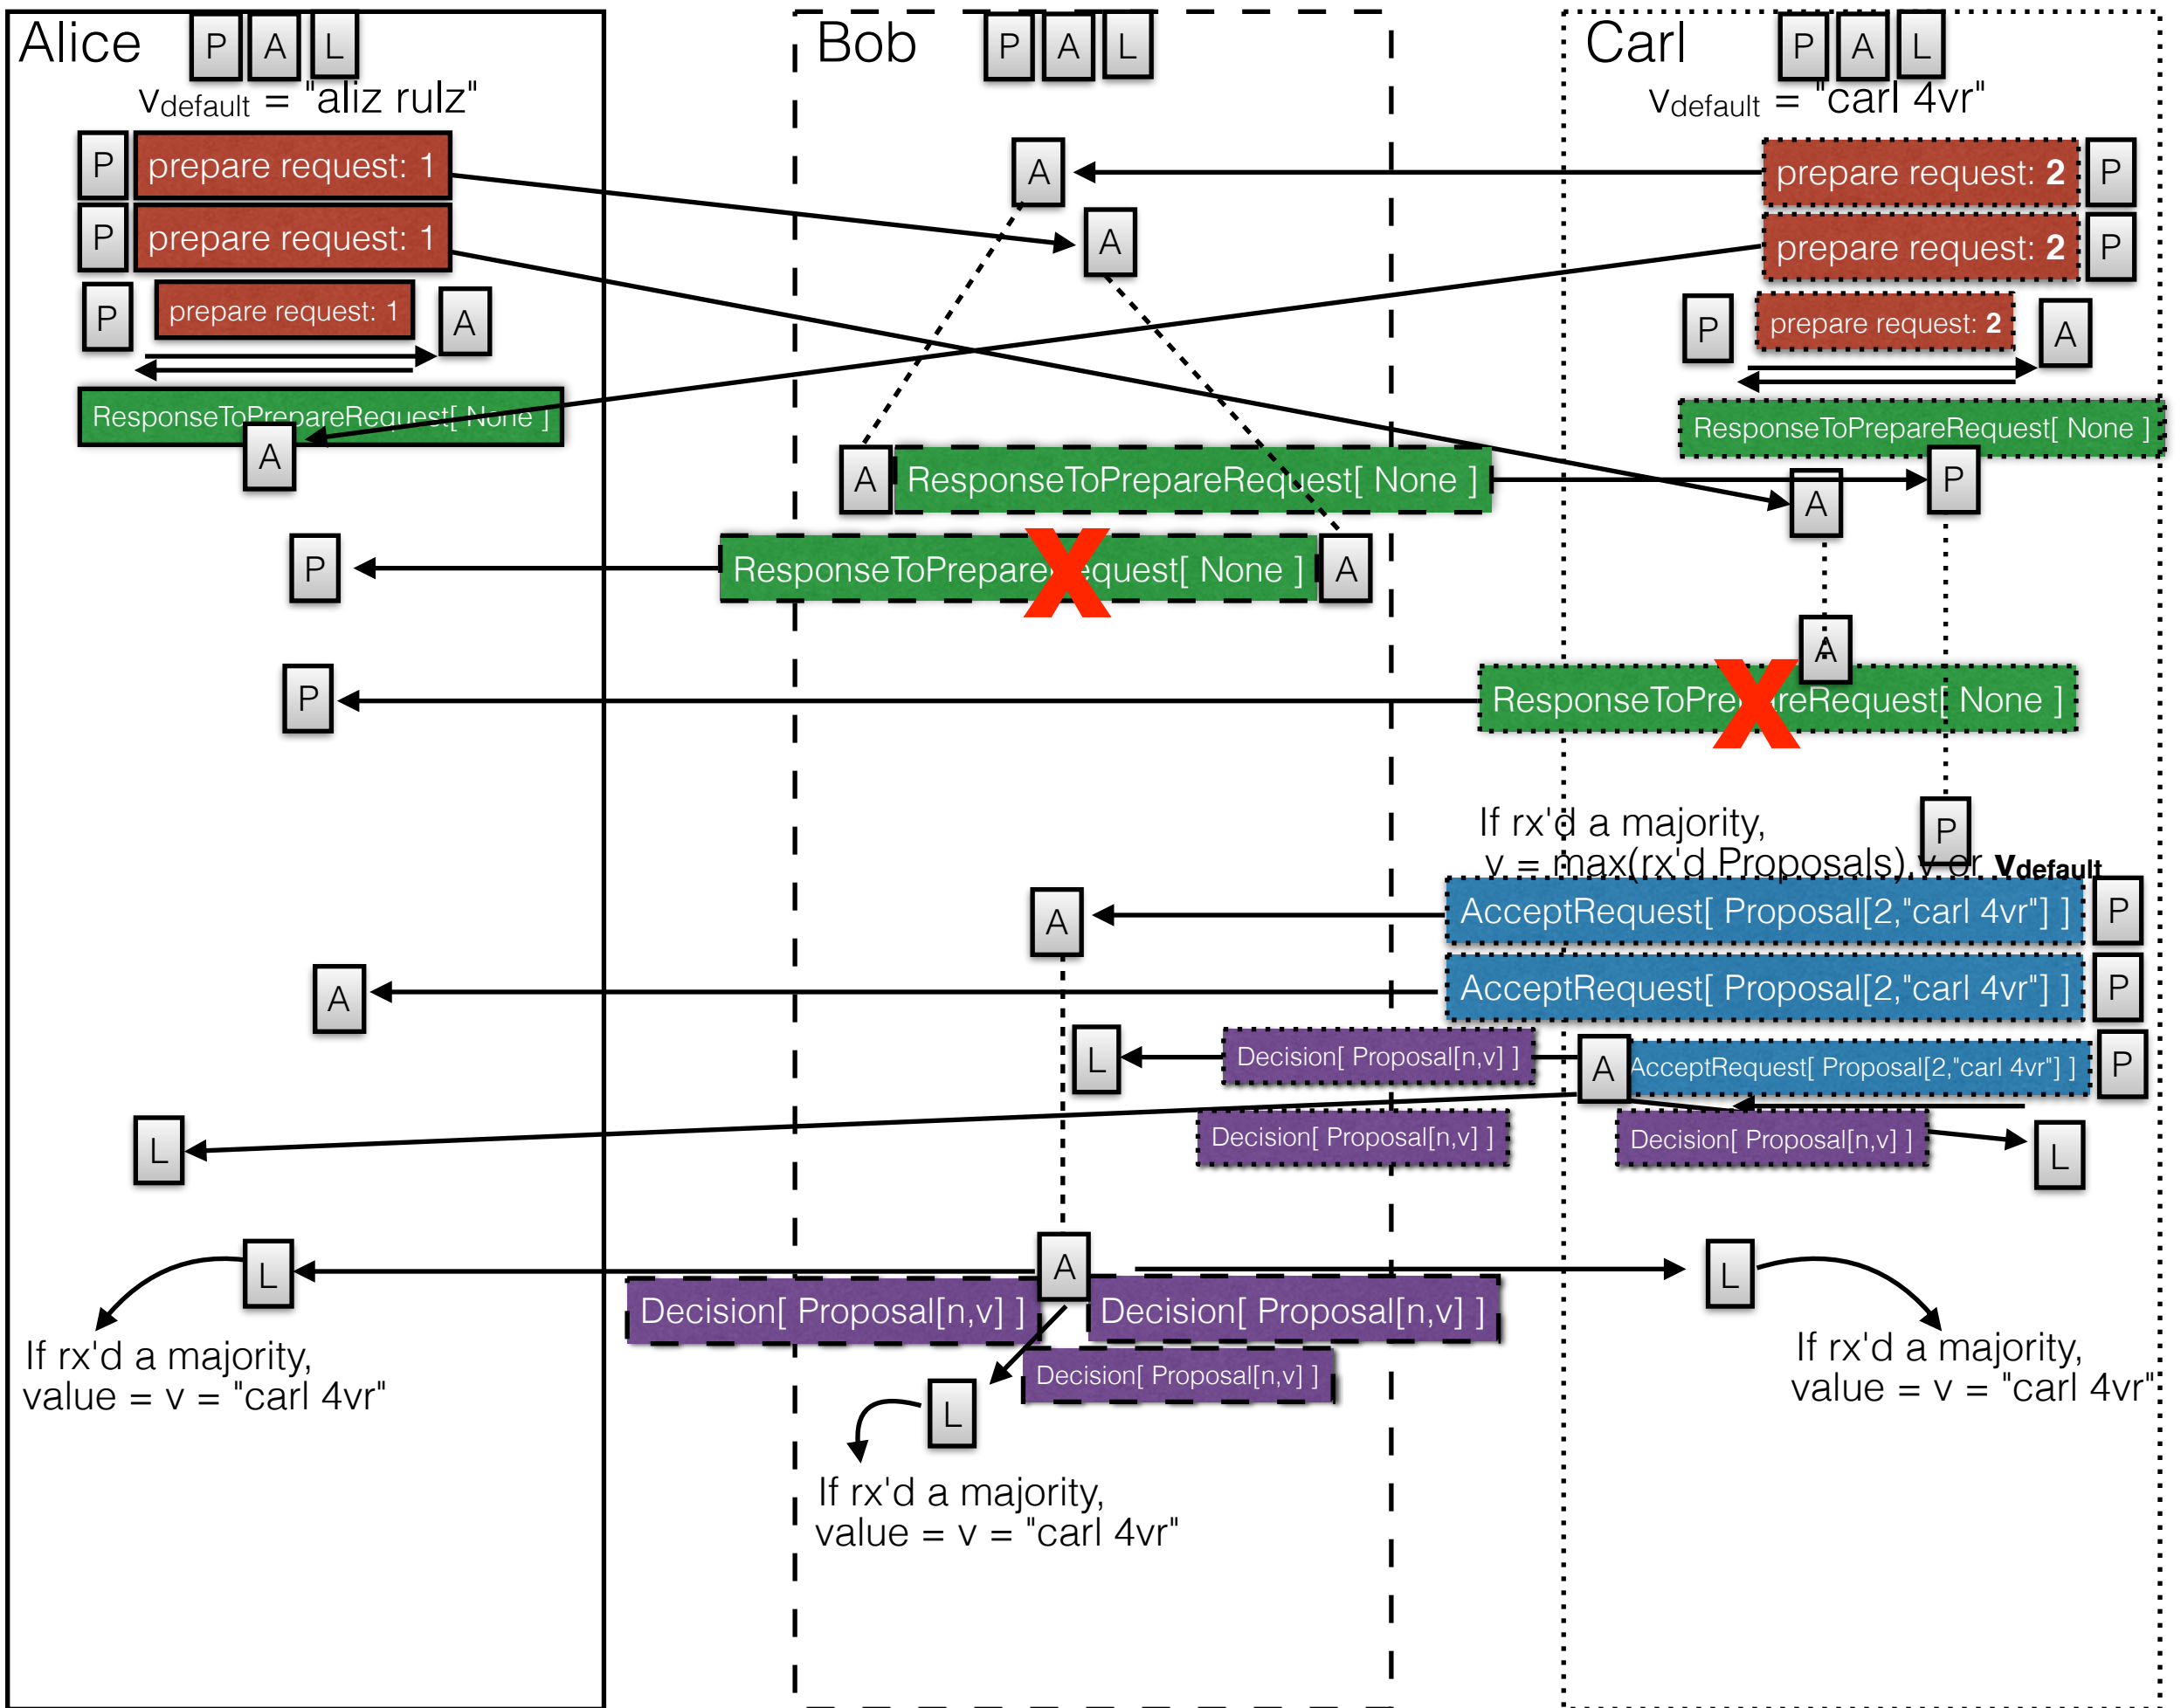 Alice P A L
Bob P A L
Carl P A L
vdefault = "aliz rulz"
vdefault = "carl 4vr"
P prepare request: 1
A
prepare request: 2 P
P prepare request: 1
A
prepare request: 2 P
P prepare request: 1 A
P prepare request: 2 A
ResponseToPrepareRequest[ None ]
ResponseToPrepareRequest[ None ]
A
A ResponseToPrepareRequest[ None ]
P
A
P
ResponseToPrepareRequest[ None ] A
X
A
P
ResponseToPrepareRequest[ None ]
X
If rx'd a majority,
P
v = max(rx'd Proposals).v or vdefault
A
AcceptRequest[ Proposal[2,"carl 4vr"] ] P
A
AcceptRequest[ Proposal[2,"carl 4vr"] ] P
L
Decision[ Proposal[n,v] ]
A
AcceptRequest[ Proposal[2,"carl 4vr"] ] P
L
Decision[ Proposal[n,v] ]
Decision[ Proposal[n,v] ]
L
L
A
L
Decision[ Proposal[n,v] ]
Decision[ Proposal[n,v] ]
If rx'd a majority,
value = v = "carl 4vr"
Decision[ Proposal[n,v] ]
L
If rx'd a majority,
value = v = "carl 4vr"
If rx'd a majority,
value = v = "carl 4vr"